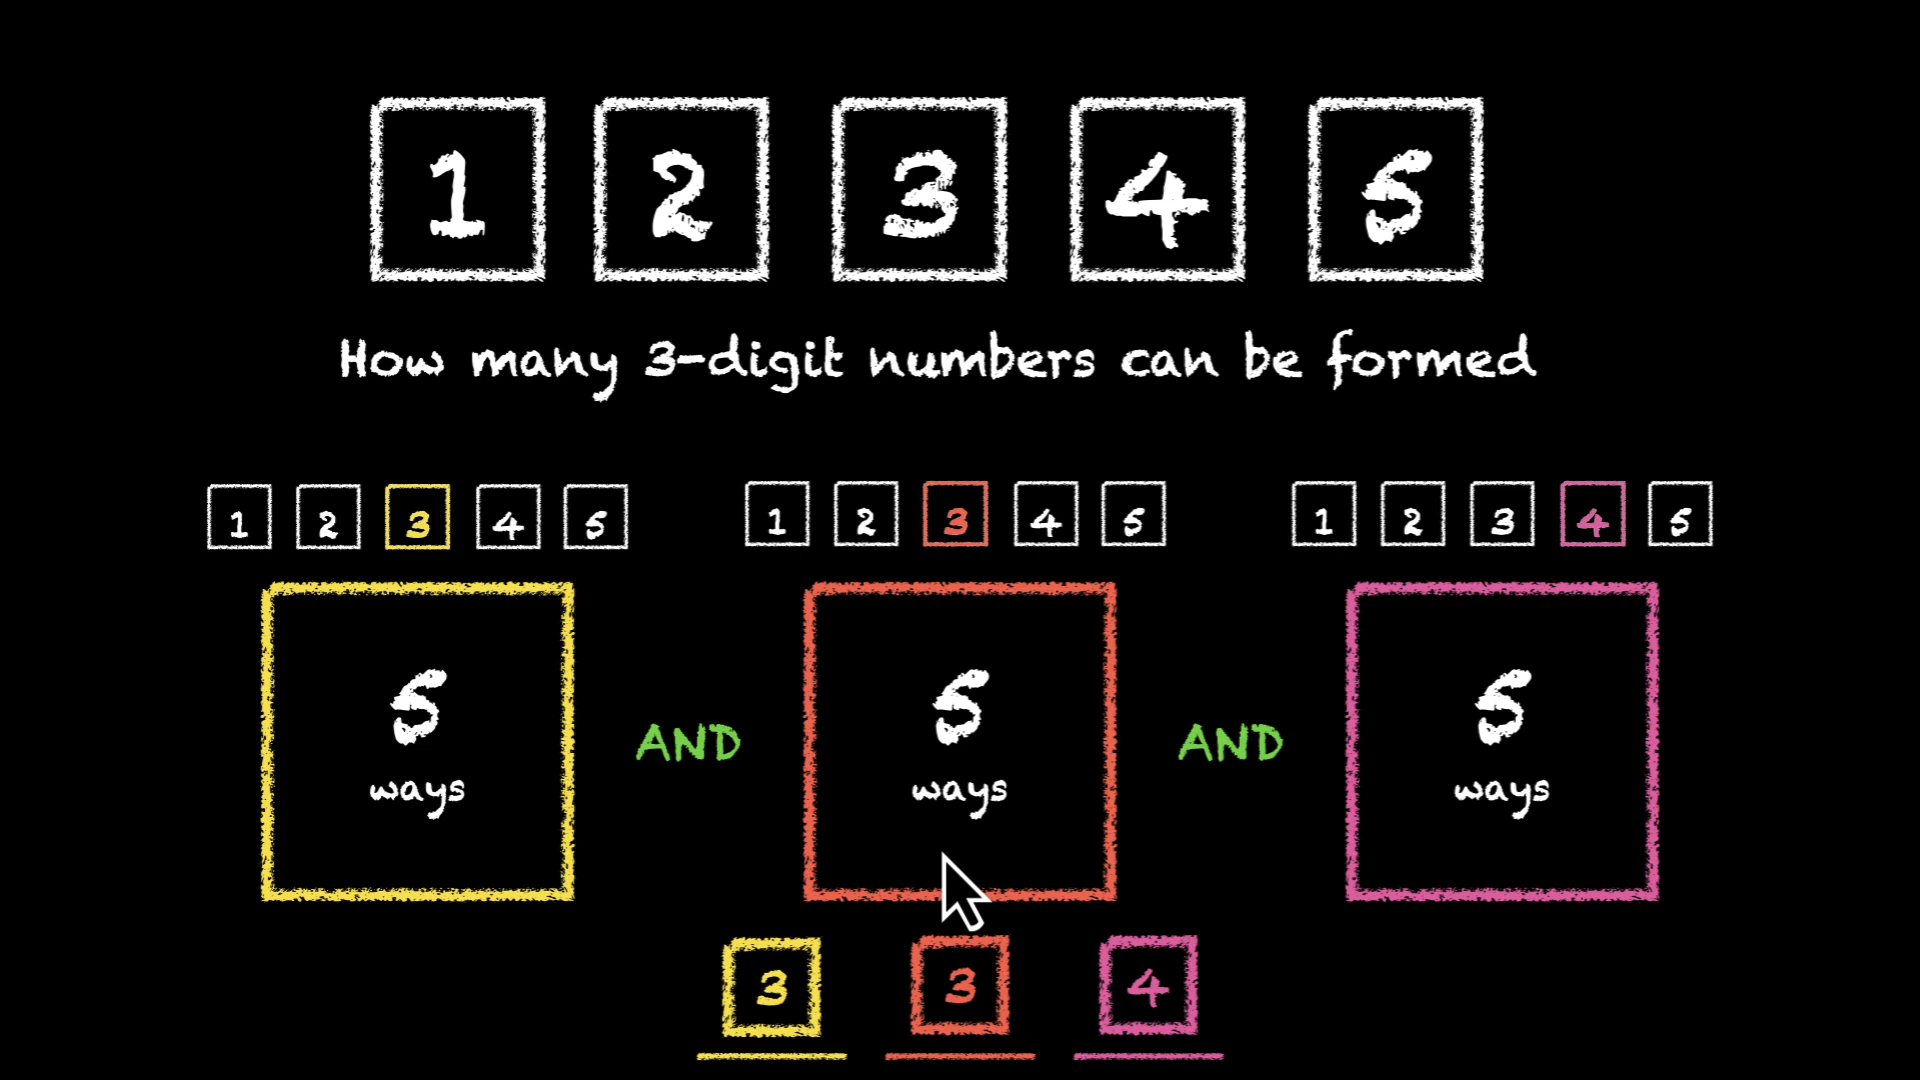 1 2 3 4 5
How many 3-digit numbers can be formed
1 2 3 4 5 1 2 3 4 5 1 2 3 4 5
5 5 5
AND AND
ways ways ways
3 3 4